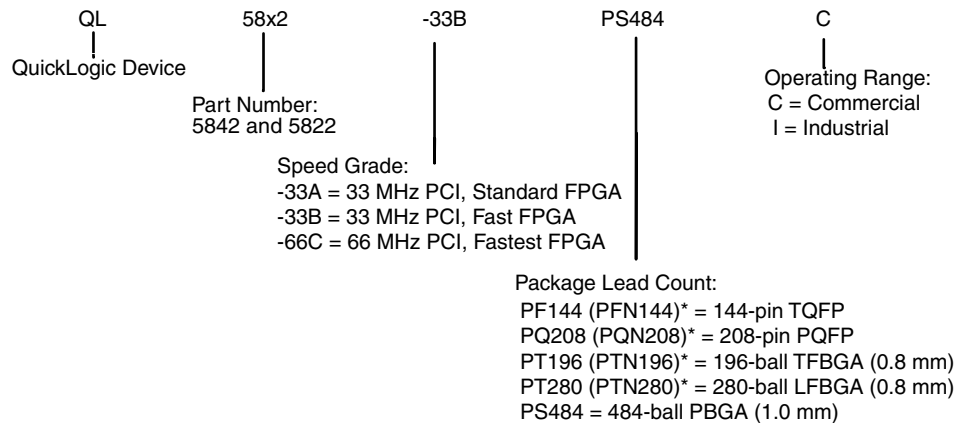 QL 58x2 -33B PS484 C
QuickLogic Device
Part Number:
5842 and 5822
Operating Range:
C = Commercial
I = Industrial
Speed Grade:
-33A = 33 MHz PCI, Standard FPGA
-33B = 33 MHz PCI, Fast FPGA
-66C = 66 MHz PCI, Fastest FPGA
Package Lead Count:
PF144 (PFN144)* = 144-pin TQFP
PQ208 (PQN208)* = 208-pin PQFP
PT196 (PTN196)* = 196-ball TFBGA (0.8 mm)
PT280 (PTN280)* = 280-ball LFBGA (0.8 mm)
PS484 = 484-ball PBGA (1.0 mm)